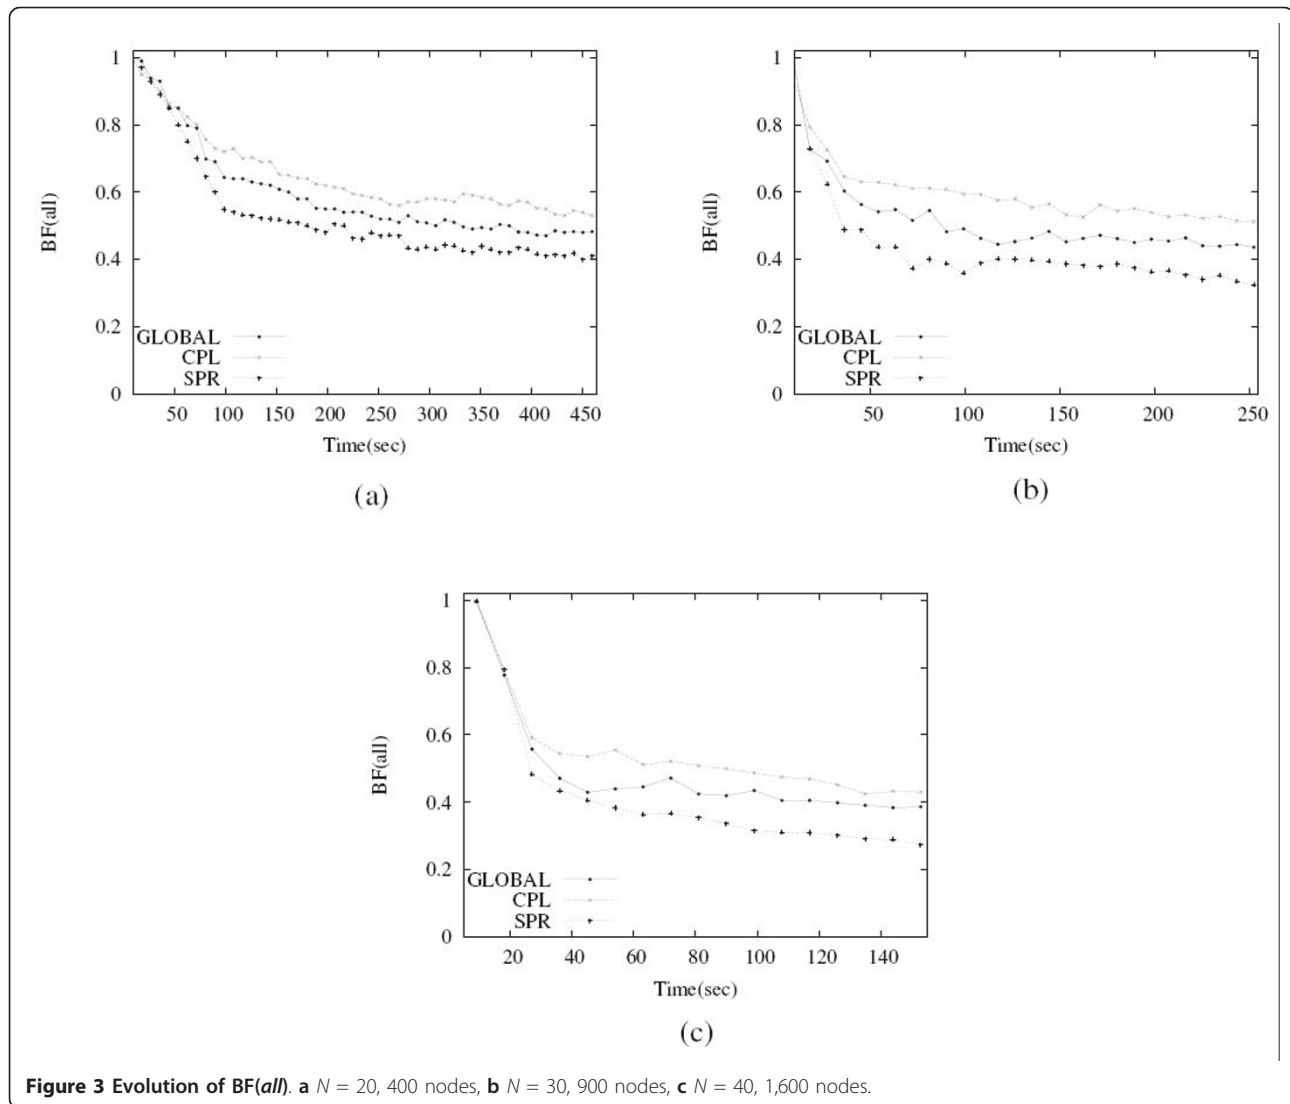 1
0.8
0.6
0.4
0.2
0
BF(all)
GLOBAL
CPL
SPR
50 100 150 200 250 300 350 400 450
Time(sec)
(a)
1
0.8
0.6
0.4
0.2
0
BF(all)
GLOBAL
CPL
SPR
50 100 150 200 250
Time(sec)
(b)
1
0.8
0.6
0.4
0.2
0
BF(all)
GLOBAL
CPL
SPR
20 40 60 80 100 120 140
Time(sec)
(c)
Figure 3 Evolution of BF(all). a N = 20, 400 nodes, b N = 30, 900 nodes, c N = 40, 1,600 nodes.